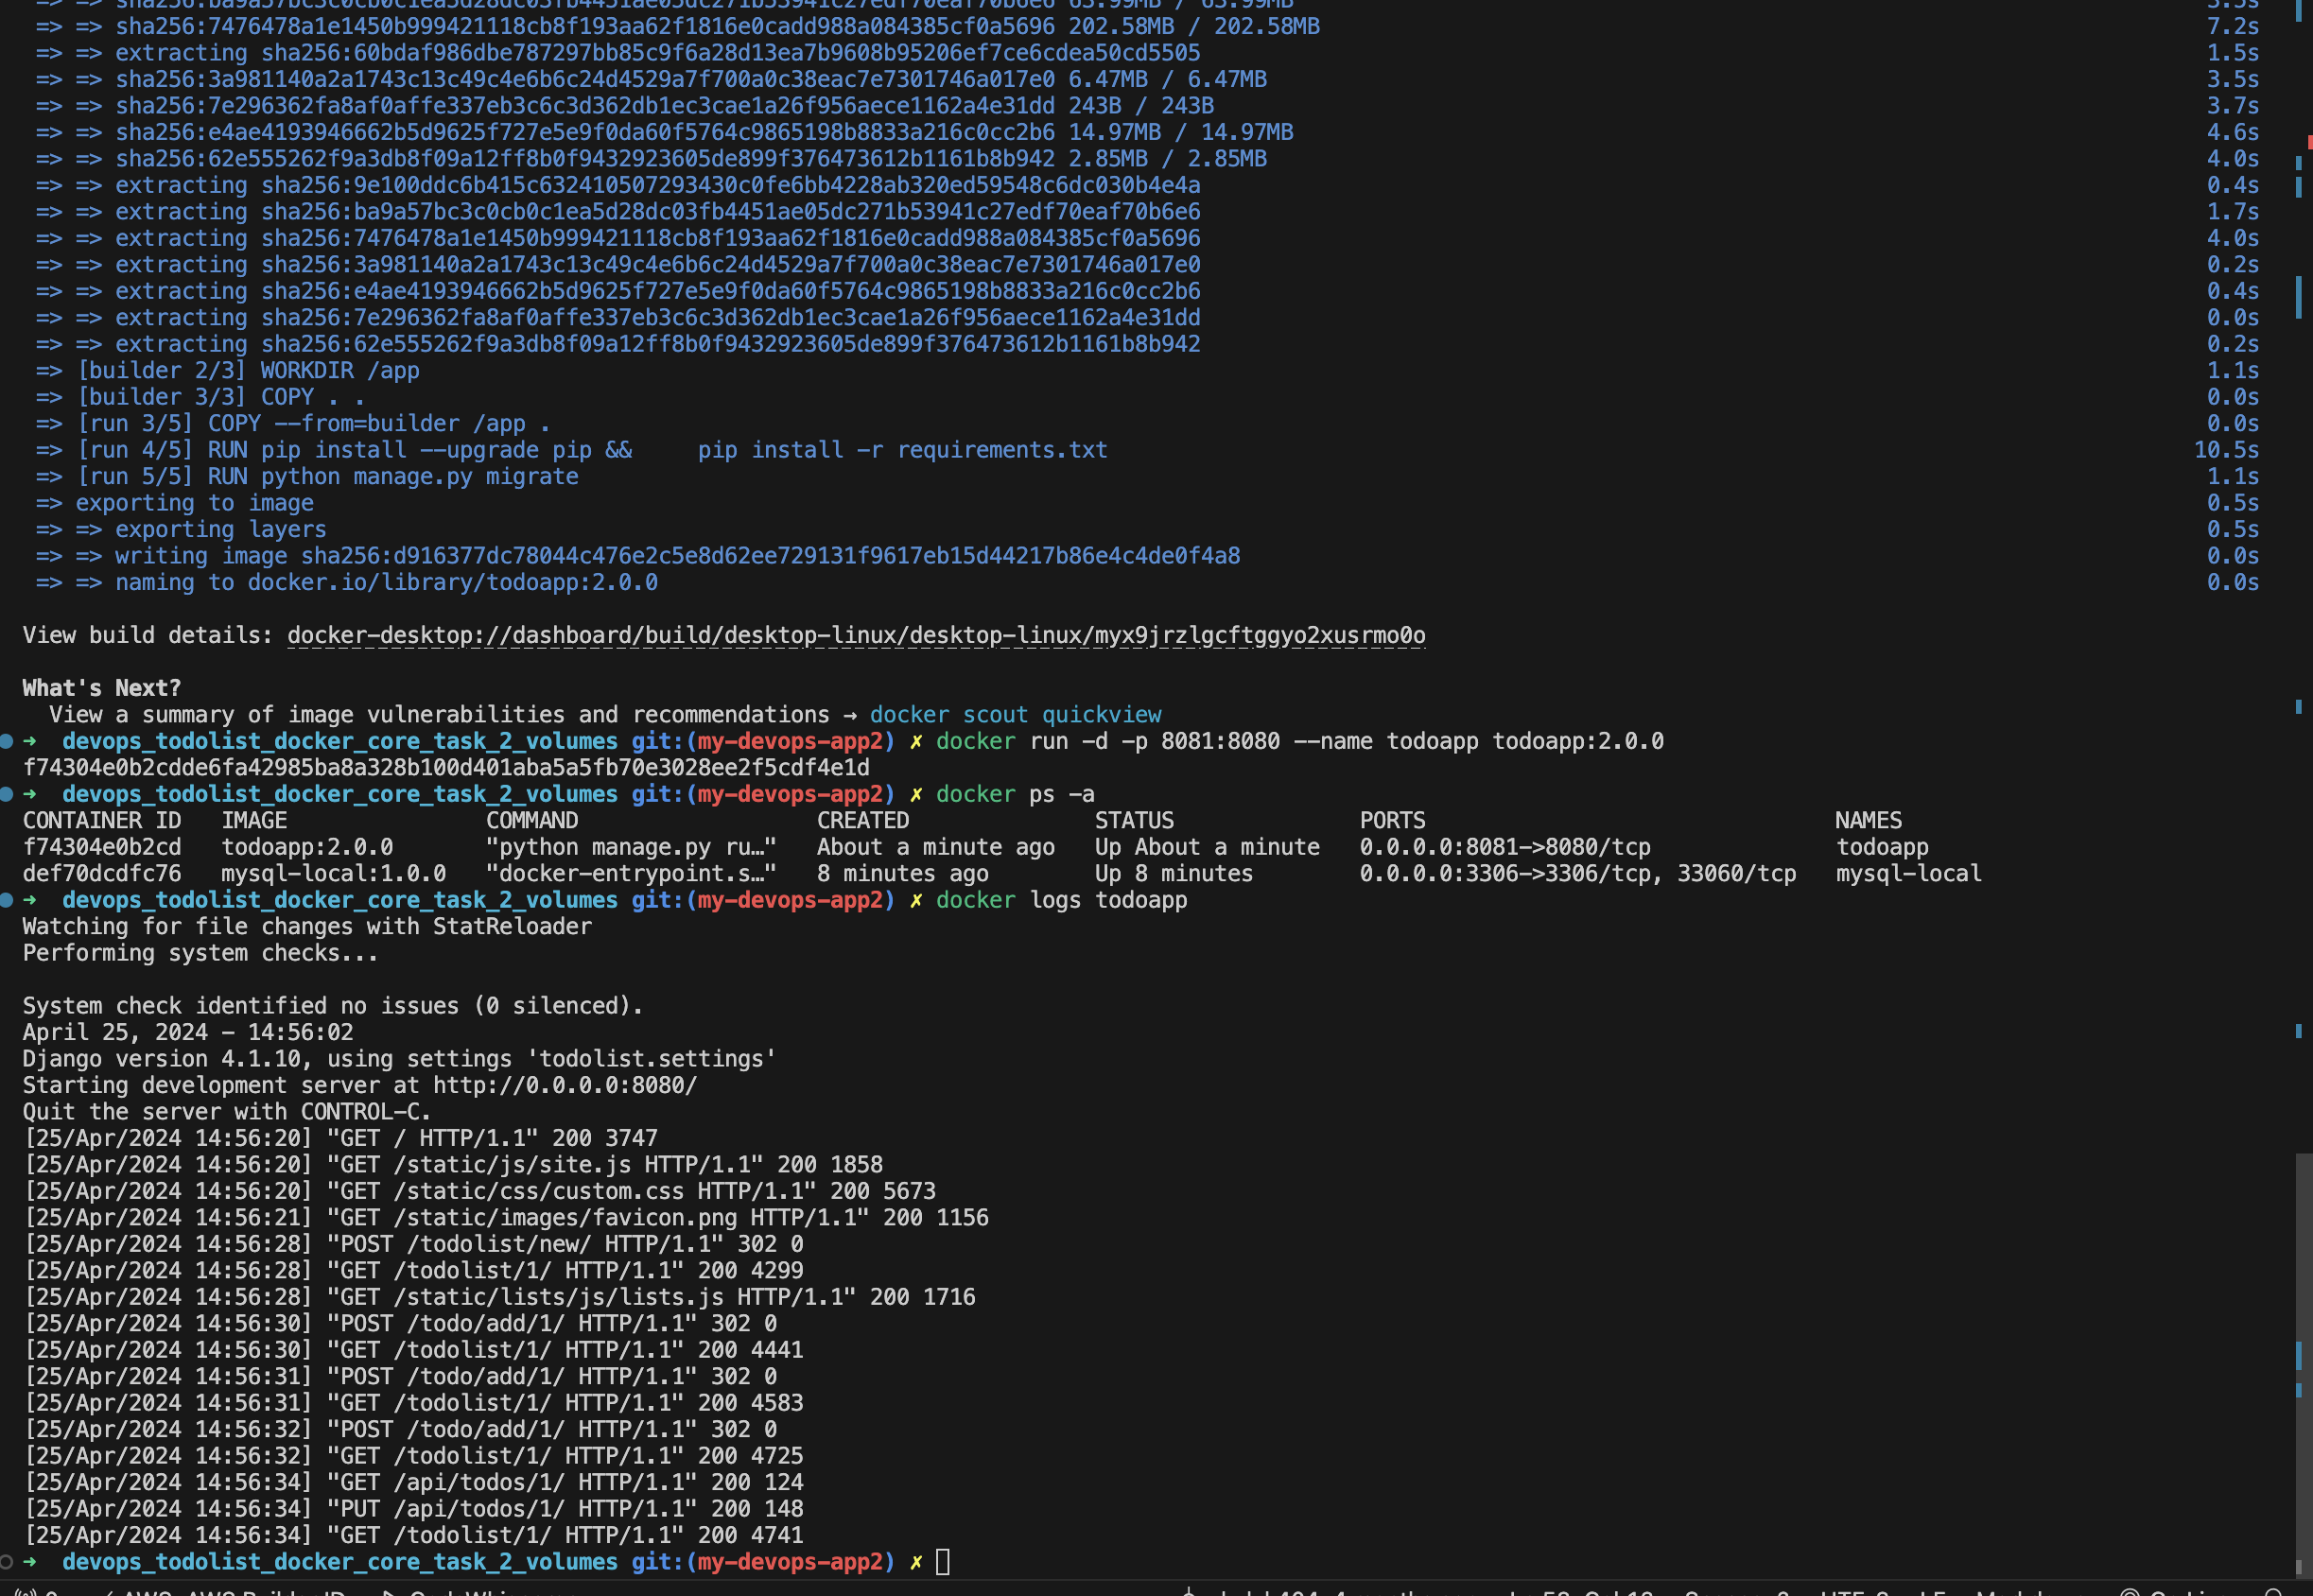 => => sha256:7476478a1e1450b999421118cb8f193aa62f1816e0cadd988a084385cf0a5696 202.58MB / 202.58MB 7.2s
=> => extracting sha256:60bdaf986dbe787297bb85c9f6a28d13ea7b9608b95206ef7ce6cdea50cd5505 1.5s
=> => sha256:3a981140a2a1743c13c49c4e6b6c24d4529a7f700a0c38eac7e7301746a017e0 6.47MB / 6.47MB 3.5s
=> => sha256:7e296362fa8af0affe337eb3c6c3d362db1ec3cae1a26f956aece1162a4e31dd 243B / 243B 3.7s
=> => sha256:e4ae4193946662b5d9625f727e5e9f0da60f5764c9865198b8833a216c0cc2b6 14.97MB / 14.97MB 4.6s
=> => sha256:62e555262f9a3db8f09a12ff8b0f9432923605de899f376473612b1161b8b942 2.85MB / 2.85MB 4.0s
=> => extracting sha256:9e100ddc6b415c632410507293430c0fe6bb4228ab320ed59548c6dc030b4e4a 0.4s
=> => extracting sha256:ba9a57bc3c0cb0c1ea5d28dc03fb4451ae05dc271b53941c27edf70eaf70b6e6 1.7s
=> => extracting sha256:7476478a1e1450b999421118cb8f193aa62f1816e0cadd988a084385cf0a5696 4.0s
=> => extracting sha256:3a981140a2a1743c13c49c4e6b6c24d4529a7f700a0c38eac7e7301746a017e0 0.2s
=> => extracting sha256:e4ae4193946662b5d9625f727e5e9f0da60f5764c9865198b8833a216c0cc2b6 0.4s
=> => extracting sha256:7e296362fa8af0affe337eb3c6c3d362db1ec3cae1a26f956aece1162a4e31dd 0.0s
=> => extracting sha256:62e555262f9a3db8f09a12ff8b0f9432923605de899f376473612b1161b8b942 0.2s
=> [builder 2/3] WORKDIR /app 1.1s
=> [builder 3/3] COPY . . 0.0s
=> [run 3/5] COPY --from=builder /app . 0.0s
=> [run 4/5] RUN pip install --upgrade pip &&     pip install -r requirements.txt 10.5s
=> [run 5/5] RUN python manage.py migrate 1.1s
=> exporting to image 0.5s
=> => exporting layers 0.5s
=> => writing image sha256:d916377dc78044c476e2c5e8d62ee729131f9617eb15d44217b86e4c4de0f4a8 0.0s
=> => naming to docker.io/library/todoapp:2.0.0 0.0s
View build details: docker-desktop://dashboard/build/desktop-linux/desktop-linux/myx9jrzlgcftggyo2xusrmo0o
What's Next?
View a summary of image vulnerabilities and recommendations → docker scout quickview
➜ devops_todolist_docker_core_task_2_volumes git:(my-devops-app2) ✗ docker run -d -p 8081:8080 --name todoapp todoapp:2.0.0
f74304e0b2cdde6fa42985ba8a328b100d401aba5a5fb70e3028ee2f5cdf4e1d
➜ devops_todolist_docker_core_task_2_volumes git:(my-devops-app2) ✗ docker ps -a
CONTAINER ID IMAGE COMMAND CREATED STATUS PORTS NAMES
f74304e0b2cd todoapp:2.0.0 "python manage.py ru…" About a minute ago Up About a minute 0.0.0.0:8081->8080/tcp todoapp
def70dcdfc76 mysql-local:1.0.0 "docker-entrypoint.s…" 8 minutes ago Up 8 minutes 0.0.0.0:3306->3306/tcp, 33060/tcp mysql-local
➜ devops_todolist_docker_core_task_2_volumes git:(my-devops-app2) ✗ docker logs todoapp
Watching for file changes with StatReloader
Performing system checks...
System check identified no issues (0 silenced).
April 25, 2024 - 14:56:02
Django version 4.1.10, using settings 'todolist.settings'
Starting development server at http://0.0.0.0:8080/
Quit the server with CONTROL-C.
[25/Apr/2024 14:56:20] "GET / HTTP/1.1" 200 3747
[25/Apr/2024 14:56:20] "GET /static/js/site.js HTTP/1.1" 200 1858
[25/Apr/2024 14:56:20] "GET /static/css/custom.css HTTP/1.1" 200 5673
[25/Apr/2024 14:56:21] "GET /static/images/favicon.png HTTP/1.1" 200 1156
[25/Apr/2024 14:56:28] "POST /todolist/new/ HTTP/1.1" 302 0
[25/Apr/2024 14:56:28] "GET /todolist/1/ HTTP/1.1" 200 4299
[25/Apr/2024 14:56:28] "GET /static/lists/js/lists.js HTTP/1.1" 200 1716
[25/Apr/2024 14:56:30] "POST /todo/add/1/ HTTP/1.1" 302 0
[25/Apr/2024 14:56:30] "GET /todolist/1/ HTTP/1.1" 200 4441
[25/Apr/2024 14:56:31] "POST /todo/add/1/ HTTP/1.1" 302 0
[25/Apr/2024 14:56:31] "GET /todolist/1/ HTTP/1.1" 200 4583
[25/Apr/2024 14:56:32] "POST /todo/add/1/ HTTP/1.1" 302 0
[25/Apr/2024 14:56:32] "GET /todolist/1/ HTTP/1.1" 200 4725
[25/Apr/2024 14:56:34] "GET /api/todos/1/ HTTP/1.1" 200 124
[25/Apr/2024 14:56:34] "PUT /api/todos/1/ HTTP/1.1" 200 148
[25/Apr/2024 14:56:34] "GET /todolist/1/ HTTP/1.1" 200 4741
➜ devops_todolist_docker_core_task_2_volumes git:(my-devops-app2) ✗